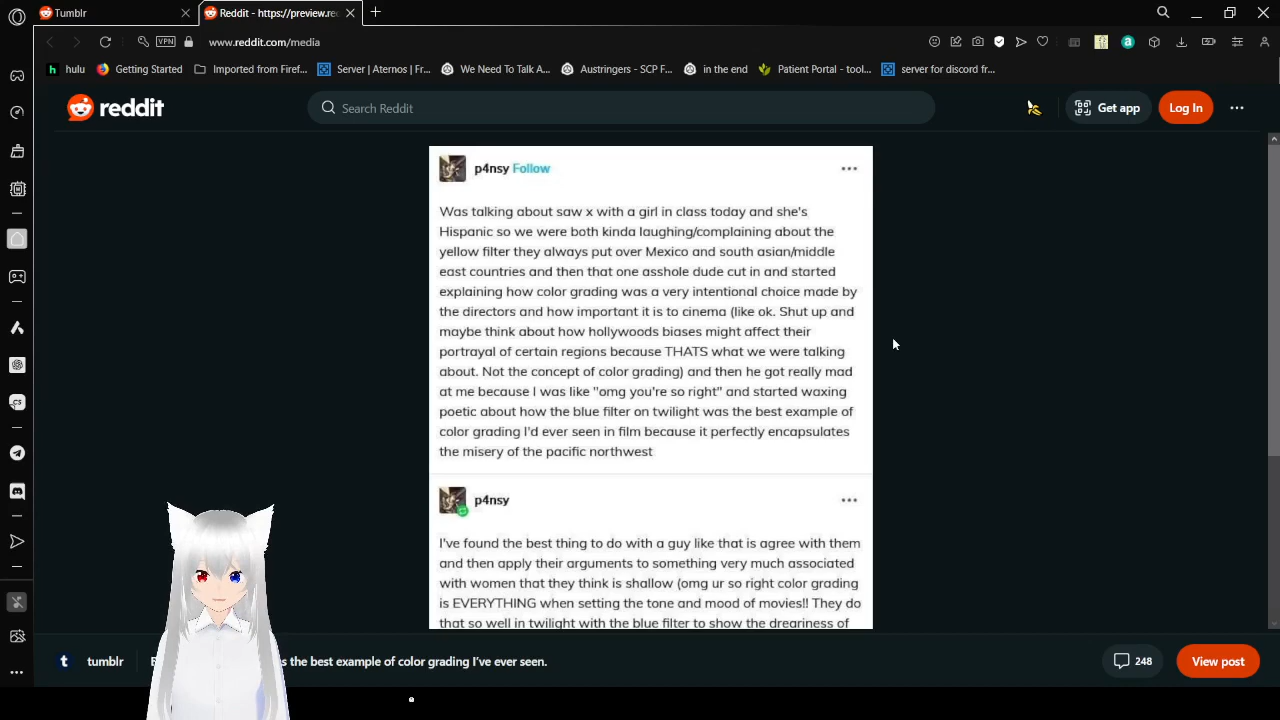 Tumblr
Reddit - https://preview.rec
www.reddit.com/media
VPN
hulu
Getting Started
Imported from Firef...
Server | Aternos | Fr...
We Need To Talk A...
Austringers - SCP F...
in the end
Patient Portal - tool...
server for discord fr...
reddit
Search Reddit
Get app
Log In
p4nsy Follow
Was talking about saw x with a girl in class today and she's
Hispanic so we were both kinda laughing/complaining about the
yellow filter they always put over Mexico and south asian/middle
east countries and then that one asshole dude cut in and started
explaining how color grading was a very intentional choice made by
the directors and how important it is to cinema (like ok. Shut up and
maybe think about how hollywoods biases might affect their
portrayal of certain regions because THATS what we were talking
about. Not the concept of color grading) and then he got really mad
at me because I was like "omg you're so right" and started waxing
poetic about how the blue filter on twilight was the best example of
color grading I'd ever seen in film because it perfectly encapsulates
the misery of the pacific northwest
p4nsy
I've found the best thing to do with a guy like that is agree with them
and then apply their arguments to something very much associated
with women that they think is shallow (omg ur so right color grading
is EVERYTHING when setting the tone and mood of movies!! They do
that so well in twilight with the blue filter to show the dreariness of
tumblr
s the best example of color grading I've ever seen.
248
View post